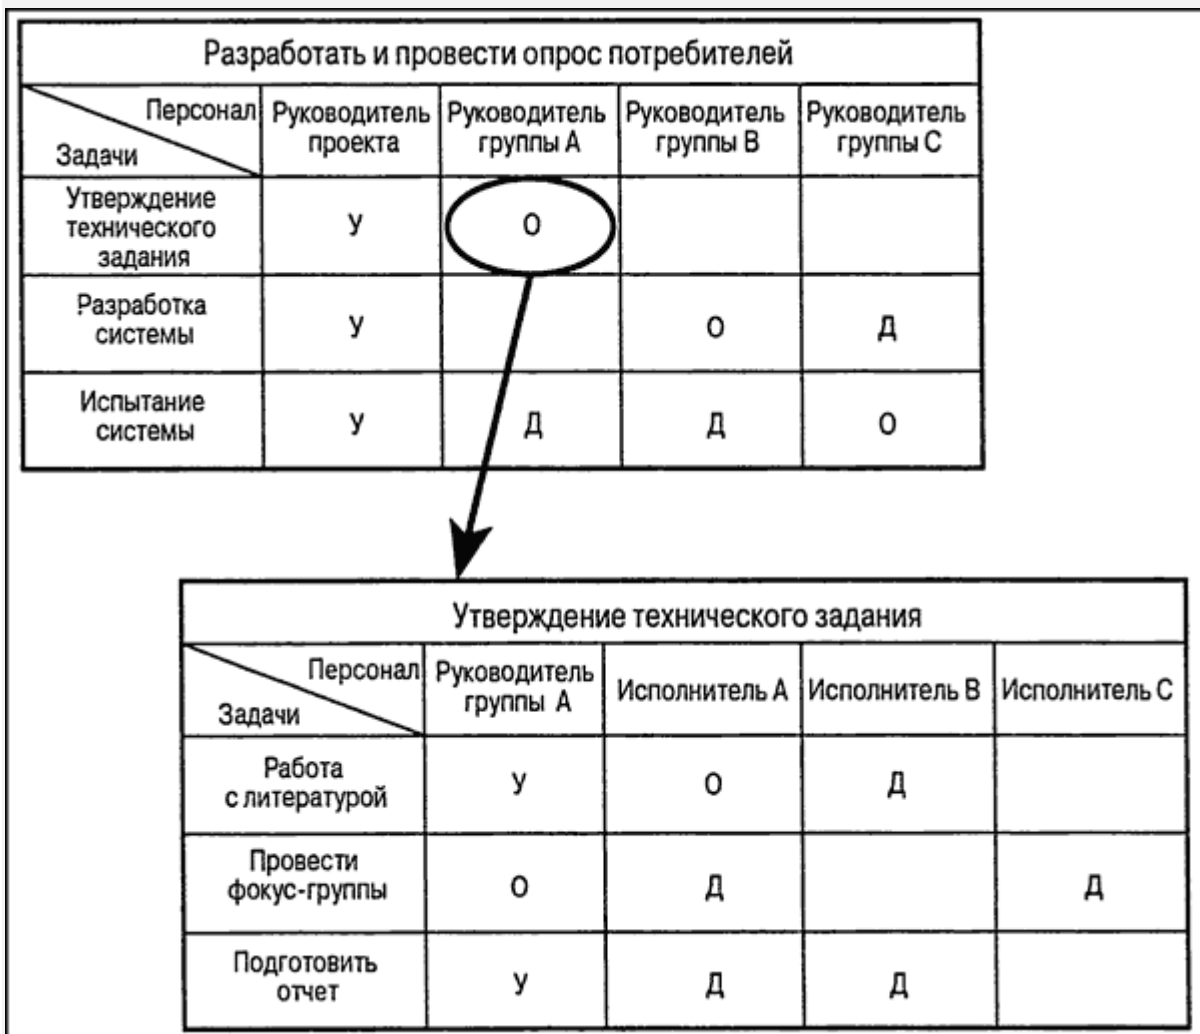 Разработать и провести опрос потребителей
Персонал
Задачи
Руководитель
проекта
Руководитель
группы А
Руководитель
группы В
Руководитель
группы С
Утверждение
технического
задания
У
О
Разработка
системы
У
О
Д
Испытание
системы
У
Д
Д
О
Утверждение технического задания
Персонал
Задачи
Руководитель
группы А
Исполнитель А
Исполнитель В
Исполнитель С
Работа
с литературой
У
О
Д
Провести
фокус-группы
О
Д
Д
Подготовить
отчет
У
Д
Д